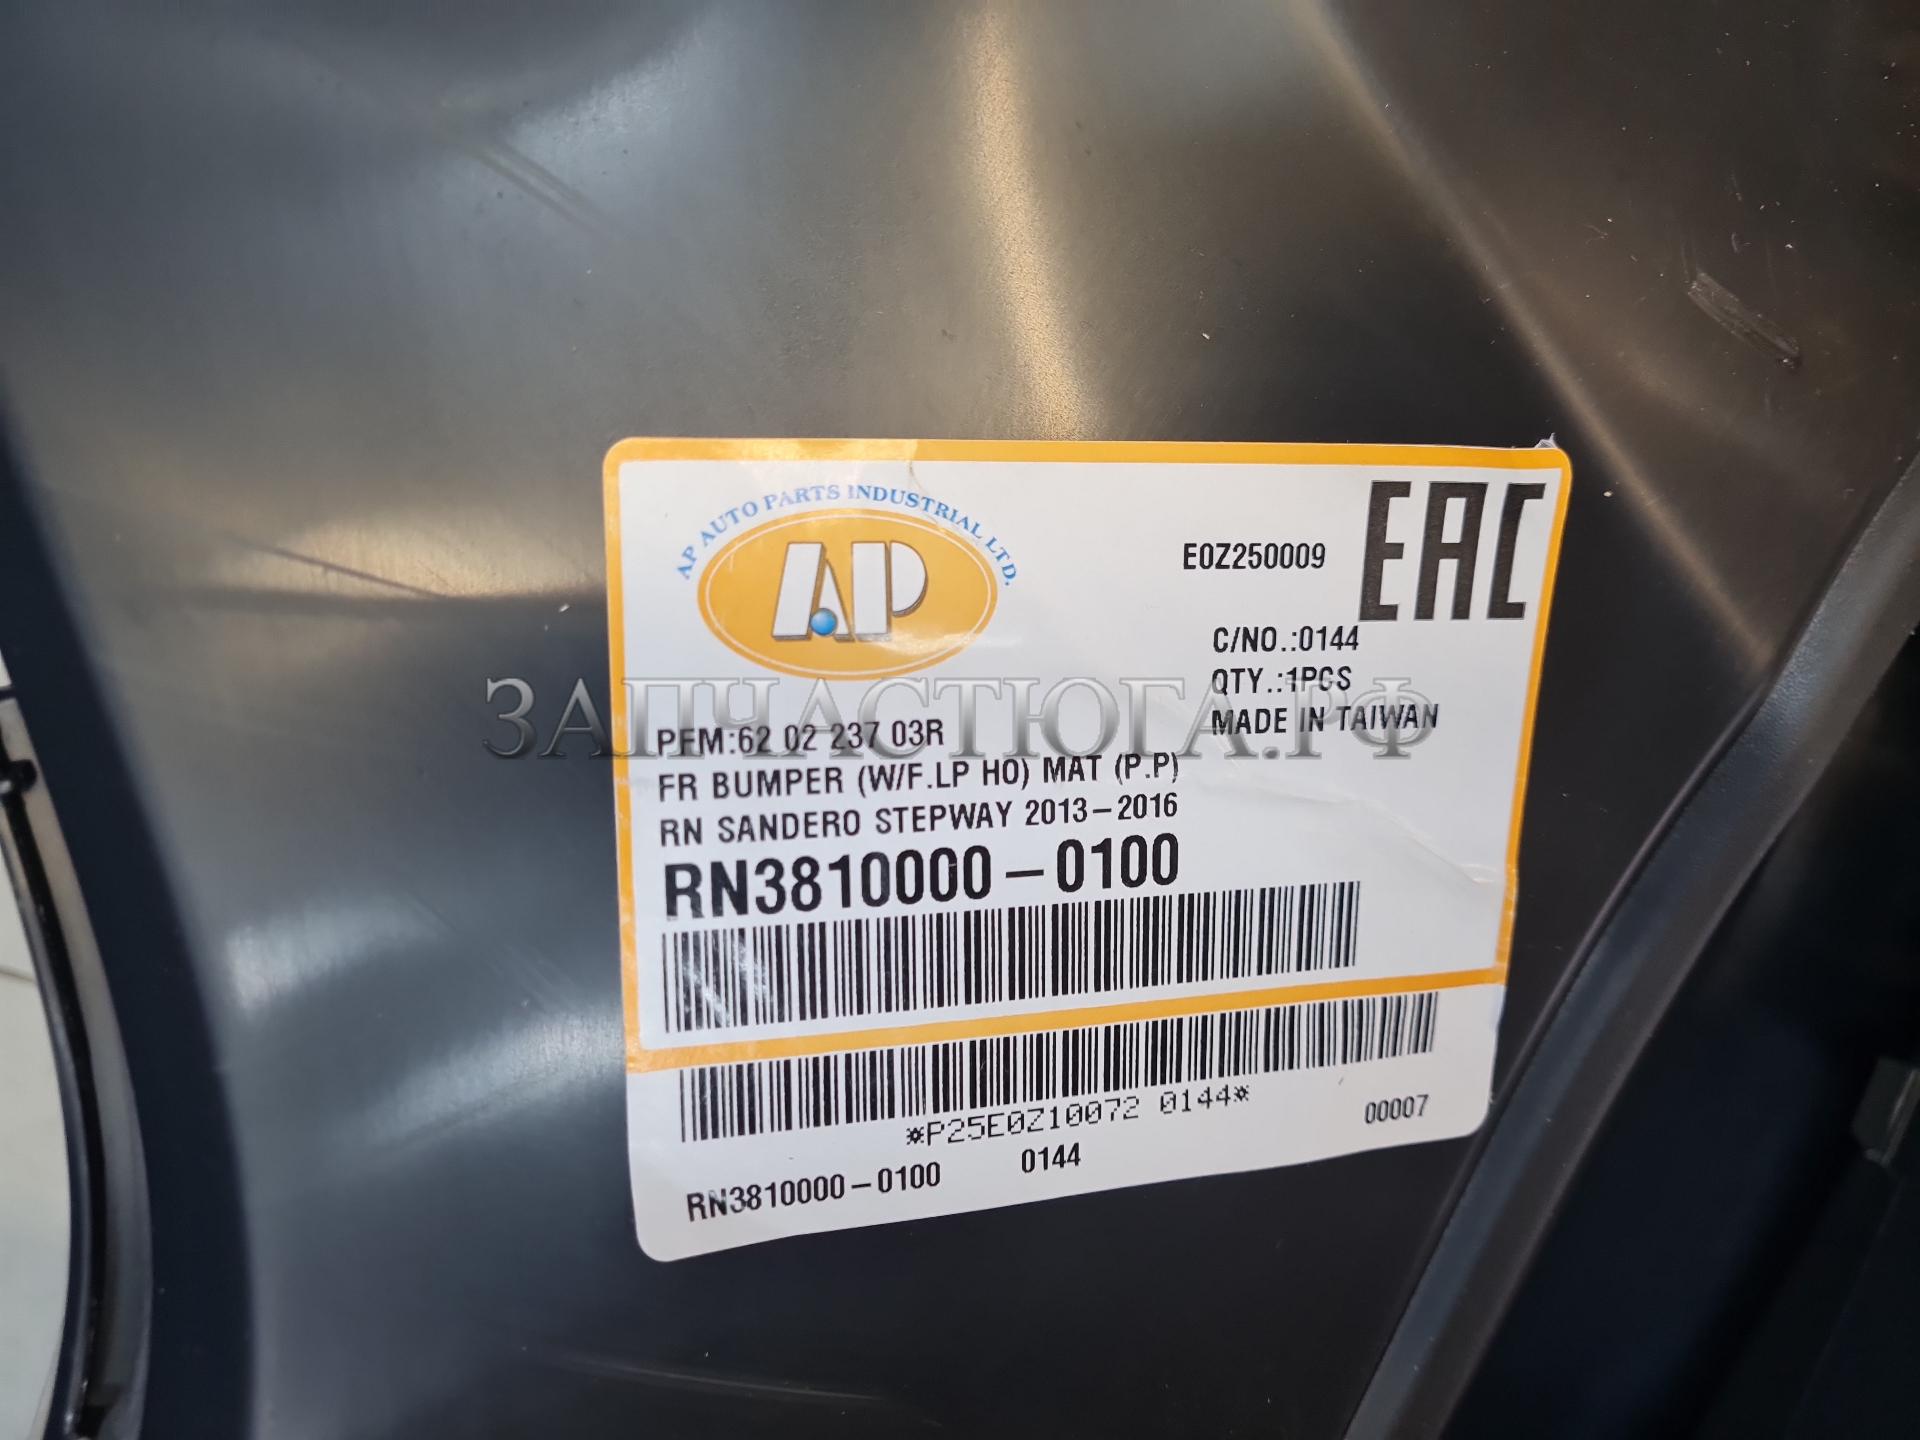 AP AUTO PARTS INDUSTRIAL LTD.
AP
E0Z250009
EAC
C/NO.:0144
QTY.:1PCS
MADE IN TAIWAN
ЗАПЧАСТЮГА.РФ
PFM:62 02 237 03R
FR BUMPER (W/F.LP HO) MAT (P.P)
RN SANDERO STEPWAY 2013-2016
RN3810000-0100
*P25E0Z10072 0144*
00007
RN3810000-0100 0144